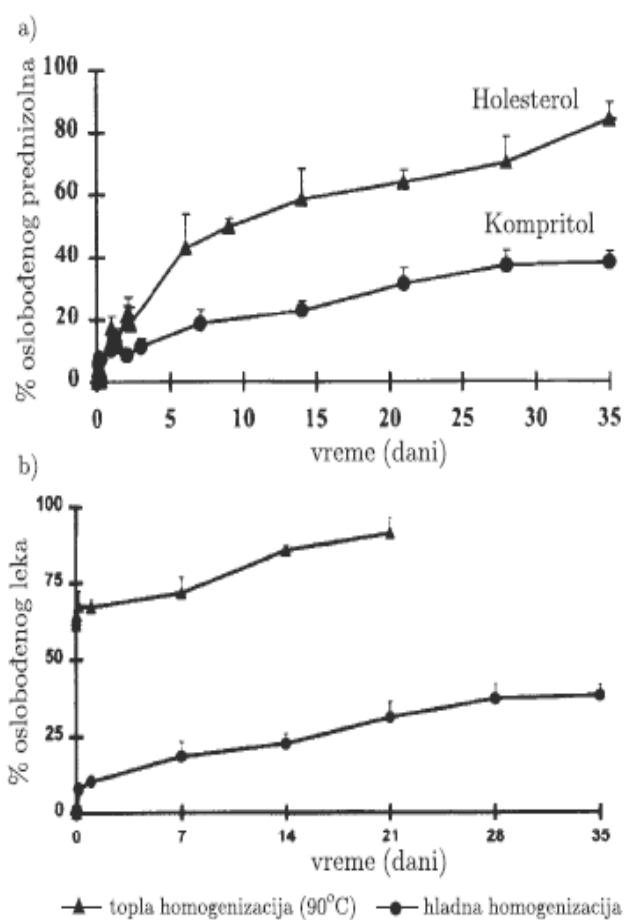 a)
% oslobođenog prednizolna
100
80
60
40
20
0
Holesterol
Kompritol
0 5 10 15 20 25 30 35
vreme (dani)
b)
% oslobođenog leka
100
75
50
25
0
0 7 14 21 28 35
vreme (dani)
topla homogenizacija (90°C) hladna homogenizacija